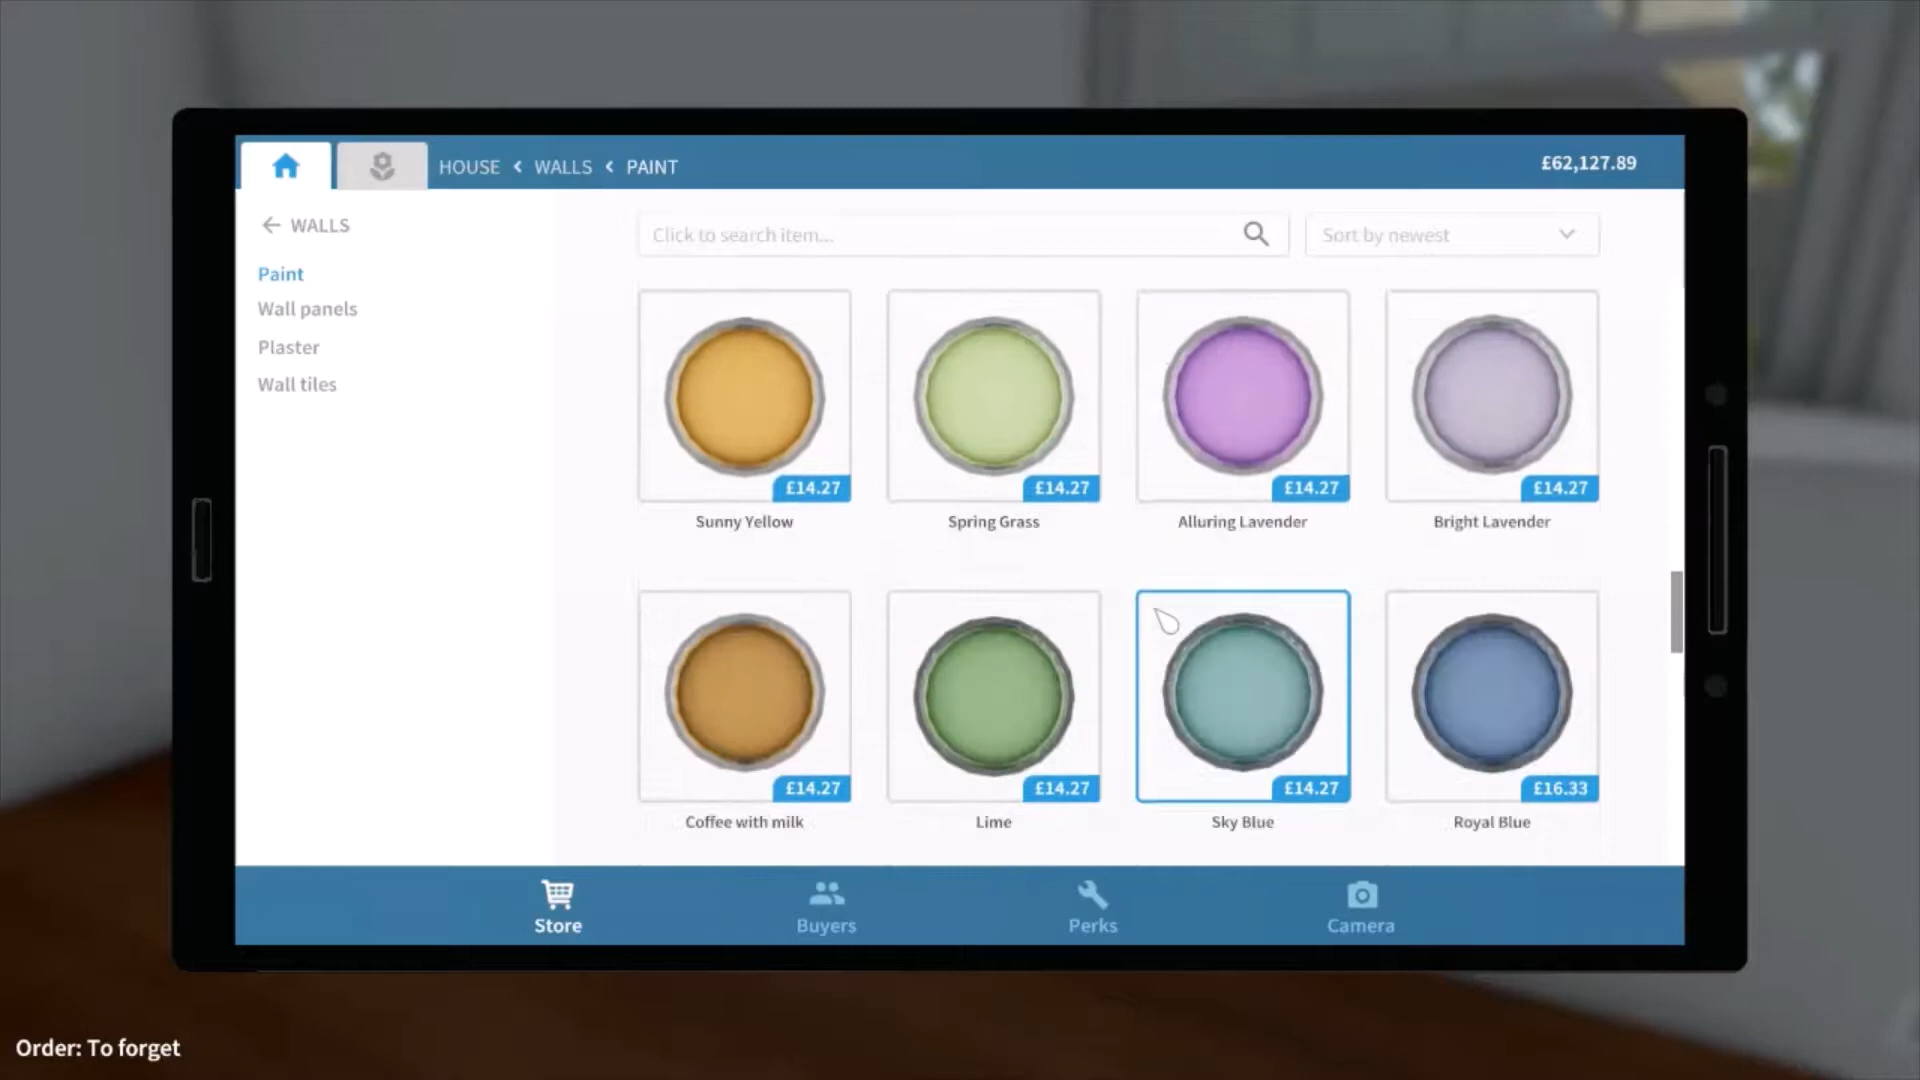 HOUSE < WALLS < PAINT
£62,127.89
WALLS
Paint
Wall panels
Plaster
Wall tiles
Click to search item...
Sort by newest
£14.27
£14.27
£14.27
£14.27
Sunny Yellow
Spring Grass
Alluring Lavender
Bright Lavender
£14.27
£14.27
£14.27
£16.33
Coffee with milk
Lime
Sky Blue
Royal Blue
Store
Buyers
Perks
Camera
Order: To forget